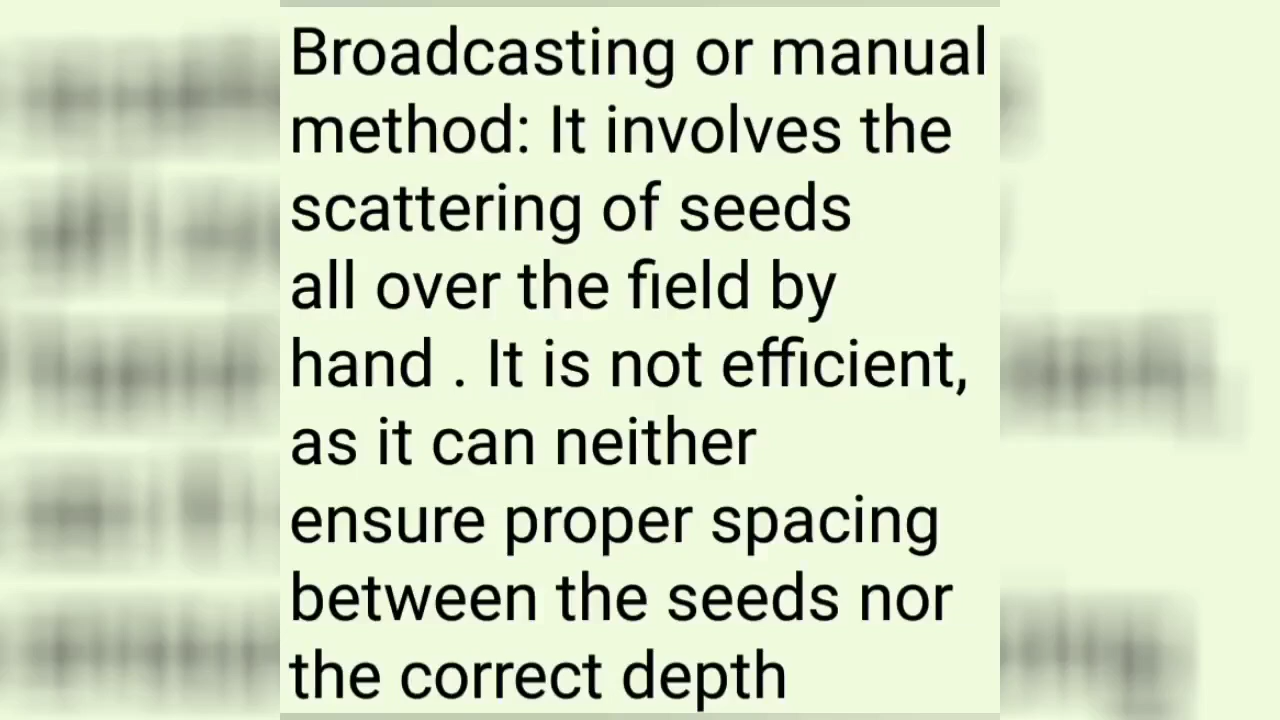 Broadcasting or manual
method: It involves the
scattering of seeds
all over the field by
hand . It is not efficient,
as it can neither
ensure proper spacing
between the seeds nor
the correct depth